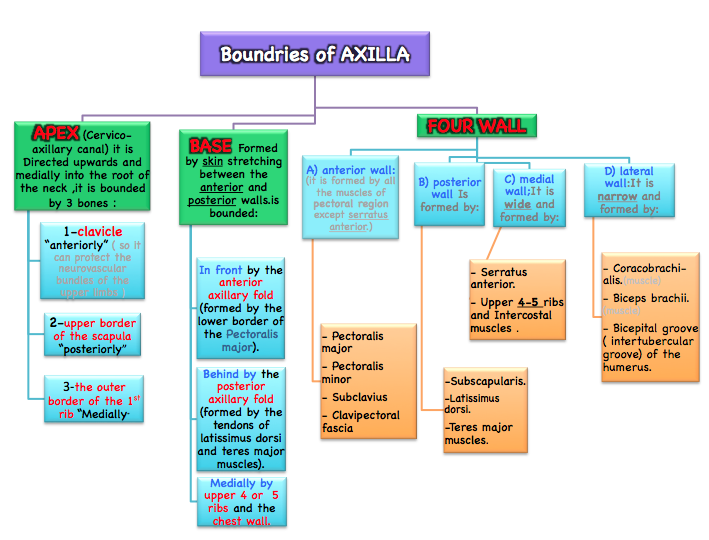 Boundries of AXILLA
APEX (Cervico-
axillary canal) it is
Directed upwards and
medially into the root of
the neck ,it is bounded
by 3 bones :
1-clavicle
"anteriorly" ( so it
can protect the
neurovascular
bundles of the
upper limbs )
2-upper border
of the scapula
"posteriorly"
3-the outer
border of the 1st
rib "Medially"
BASE Formed
by skin stretching
between the
anterior and
posterior walls.is
bounded:
In front by the
anterior
axillary fold
(formed by the
lower border of
the Pectoralis
major).
Behind by the
posterior
axillary fold
(formed by the
tendons of
latissimus dorsi
and teres major
muscles).
Medially by
upper 4 or 5
ribs and the
chest wall.
FOUR WALL
A) anterior wall:
(it is formed by all
the muscles of
pectoral region
except serratus
anterior.)
- Pectoralis
major
- Pectoralis
minor
- Subclavius
- Clavipectoral
fascia
B) posterior
wall Is
formed by:
-Subscapularis.
-Latissimus
dorsi.
-Teres major
muscles.
C) medial
wall;It is
wide and
formed by:
- Serratus
anterior.
- Upper 4-5 ribs
and Intercostal
muscles .
D) lateral
wall:It is
narrow and
formed by:
- Coracobrachi-
alis.(muscle)
- Biceps brachii.
(muscle)
- Bicepital groove
( intertubercular
groove) of the
humerus.